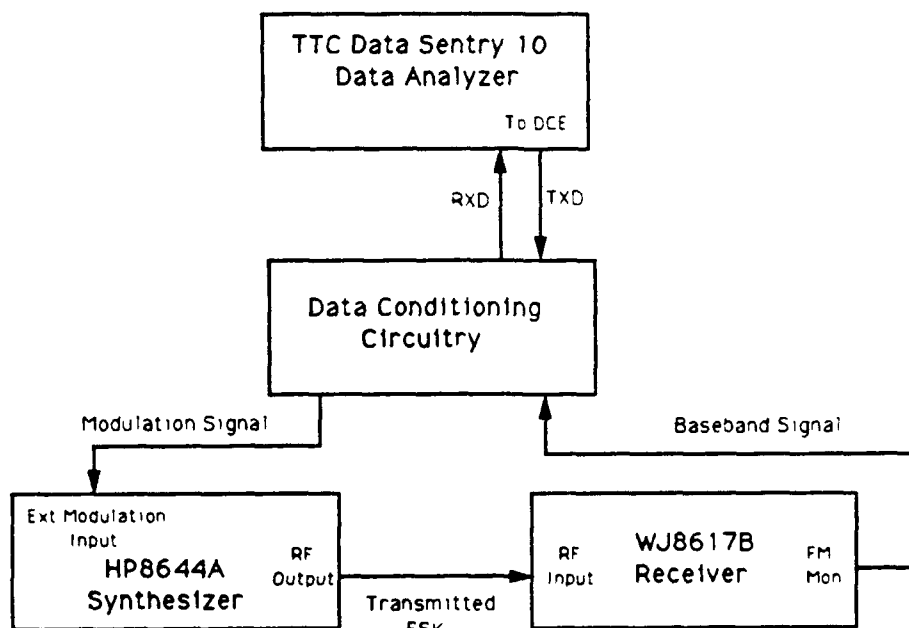 TTC Data Sentry 10
Data Analyzer
To DCE
RXD
TXD
Data Conditioning
Circuitry
Modulation Signal
Baseband Signal
Ext Modulation
Input
HP8644A
Synthesizer
RF
Output
Transmitted
FSK
RF
Input
WJ8617B
Receiver
FM
Mon